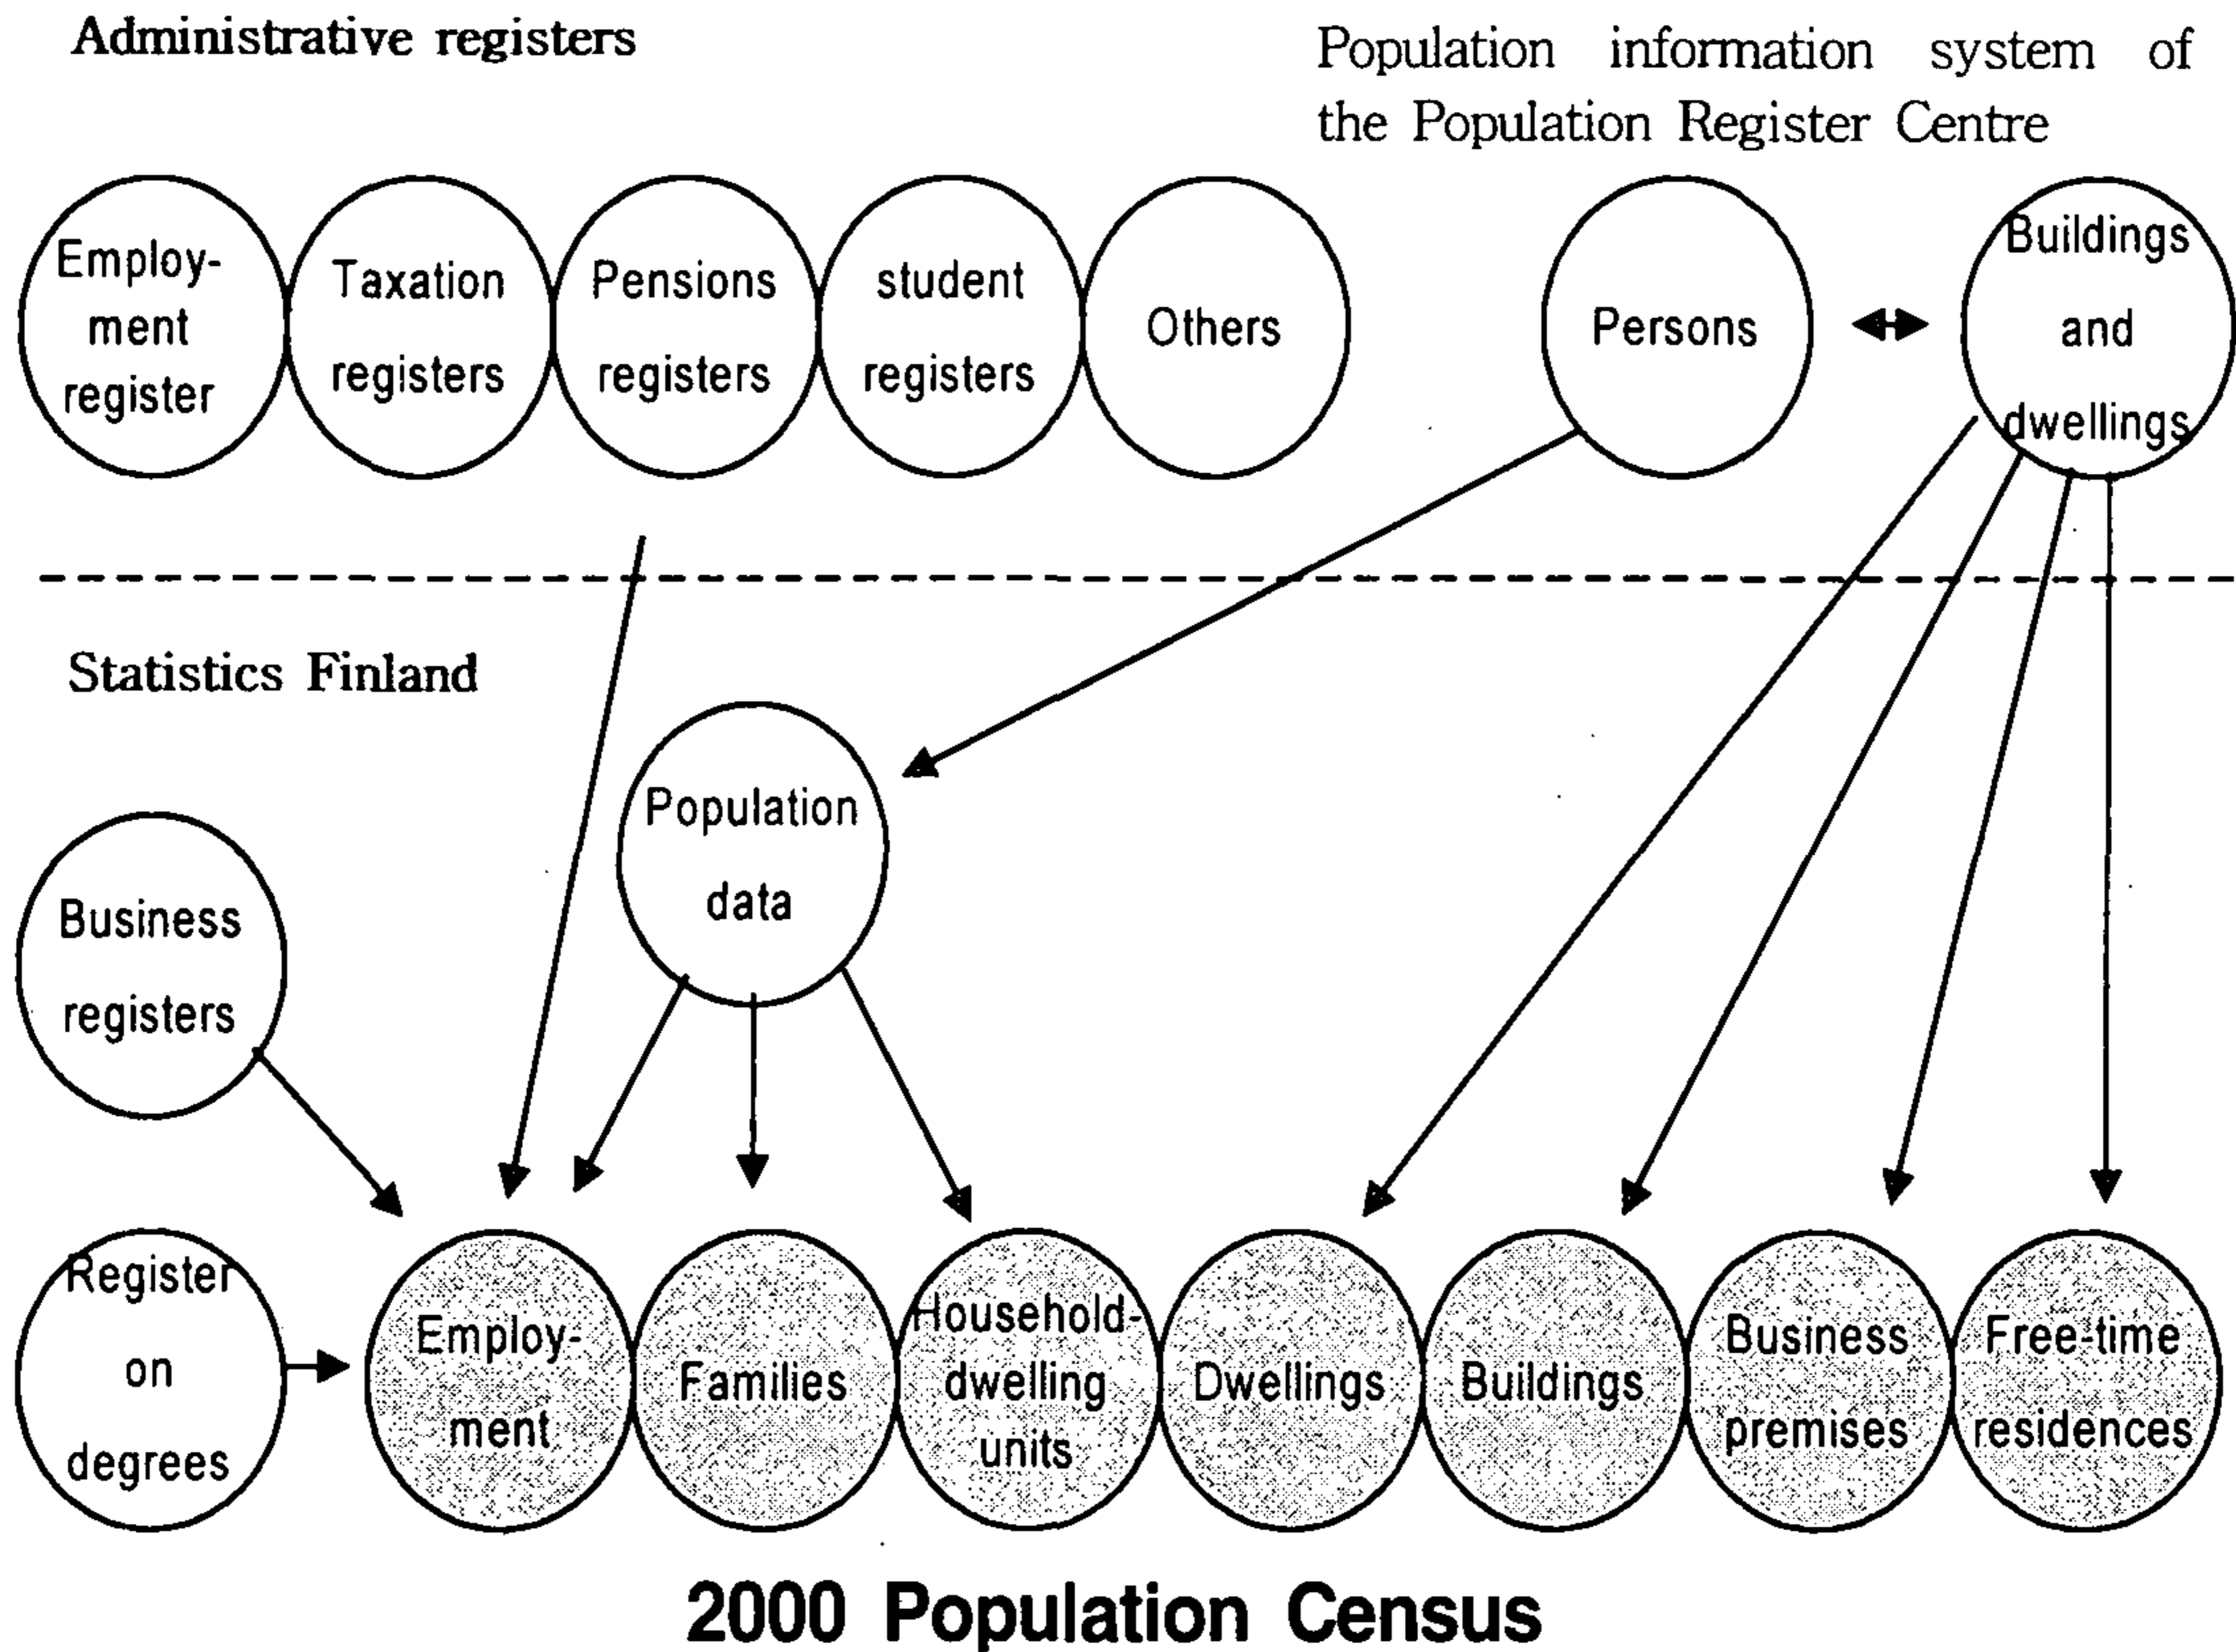 Administrative registers
Population information system of
the Population Register Centre
Employ-
ment
register
Taxation
registers
Pensions
registers
student
registers
Others
Persons
Buildings
and
dwellings
Statistics Finland
Population
data
Business
registers
Register
on
degrees
Employ-
ment
Families
Household-
dwelling
units
Dwellings
Buildings
Business
premises
Free-time
residences
2000 Population Census